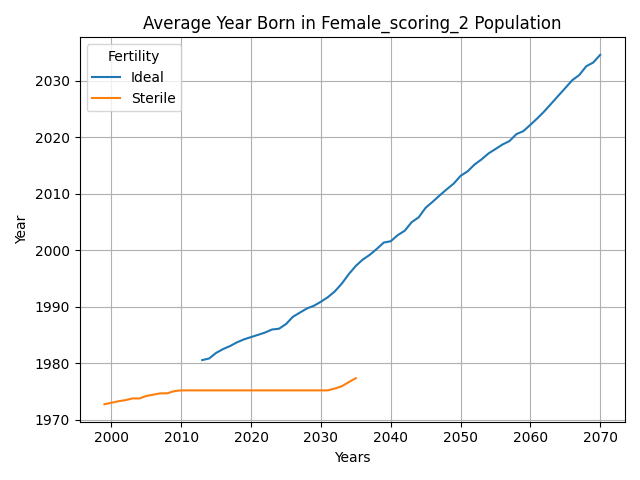 Average Year Born in Female_scoring_2 Population
Fertility
Ideal
Sterile
Year
2030
2020
2010
2000
1990
1980
1970
2000 2010 2020 2030 2040 2050 2060 2070
Years